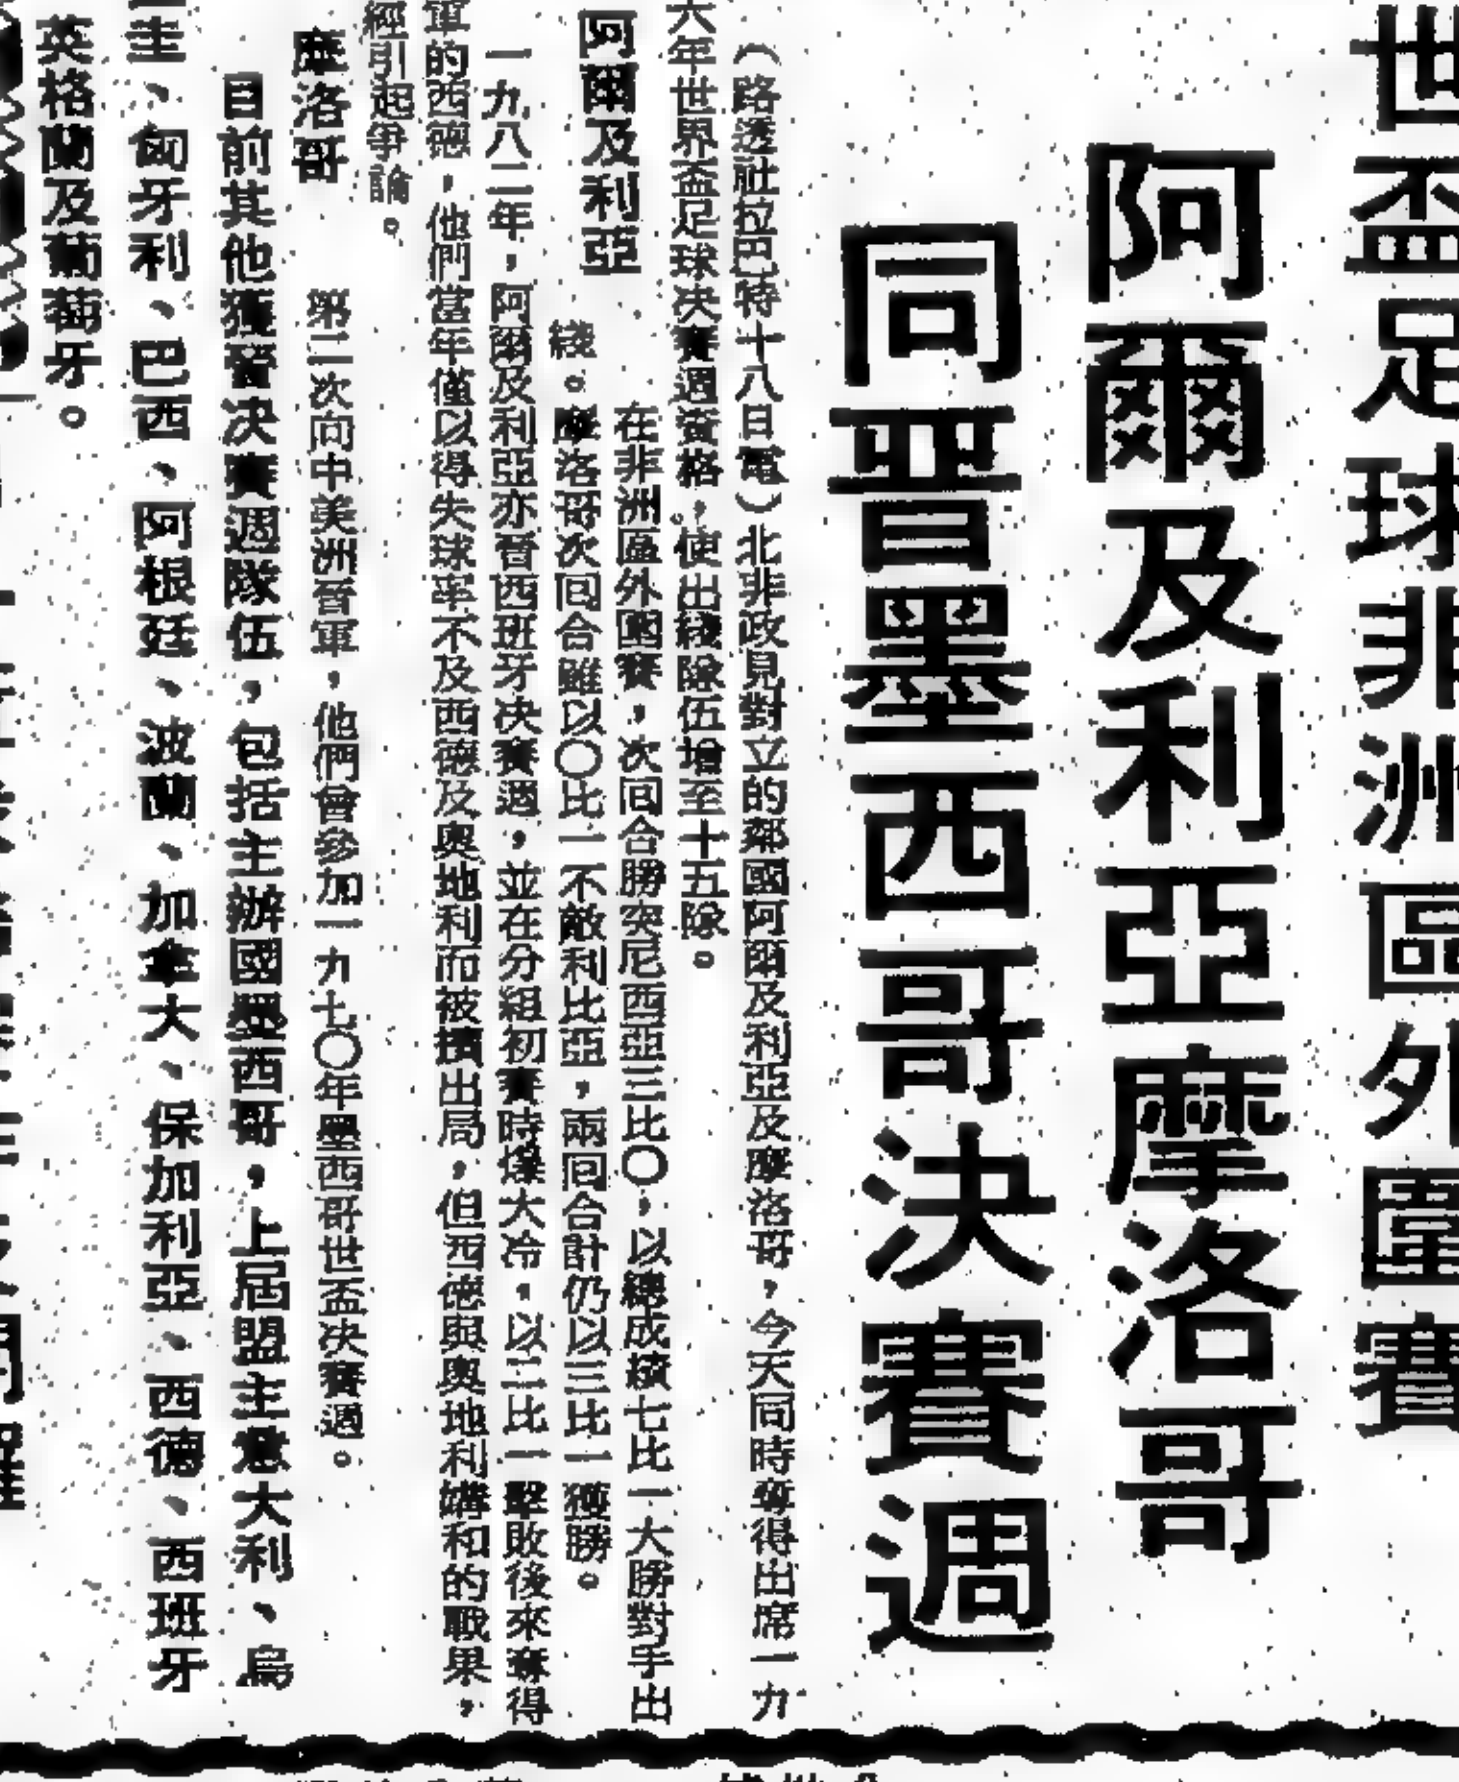 世盃足球非洲區外圍賽
阿爾及利亞摩洛哥
同晋墨西哥決賽週
（路透社拉巴特十八日電）北非政見對立的鄰國阿爾及利亞及摩洛哥，今天同時奪得出席一九
六年世界盃足球决賽週資格，使出綫隊伍增至十五隊。
阿爾及利亞
在非洲區外圍賽，次囘合勝突尼西亞三比〇，以總成績七比一大勝對手出
綫。摩洛哥次囘合雖以〇比一不敵利比亞，兩囘合計仍以三比一獲勝。
一九八二年，阿爾及利亞亦晉西班牙决賽週，並在分組初賽時爆大冷，以二比一擊敗後來奪得
軍的西德，他們當年僅以得失球率不及西德及奧地利而被擠出局，但西德與奧地利媾和的戰果，
經引起爭論。
摩洛哥
第二次向中美洲晉軍，他們曾參加一九七〇年墨西哥世盃决賽週。
目前其他獲晉决賽週隊伍，包括主辦國墨西哥，上屆盟主意大利、烏
圭、匈牙利、巴西、阿根廷、波蘭、加拿大、保加利亞、西德、西班牙
英格蘭及葡萄牙。